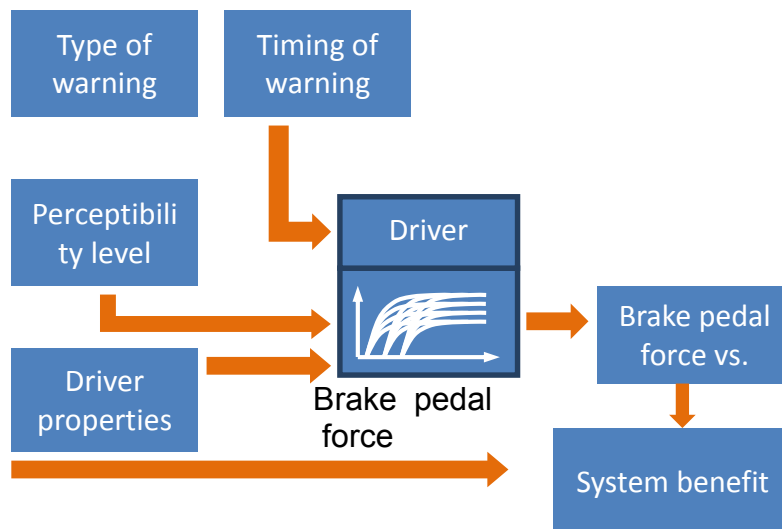 Type of
warning
Timing of
warning
Perceptibili
ty level
Driver
Driver
properties
Brake pedal
force
Brake pedal
force vs.
System benefit